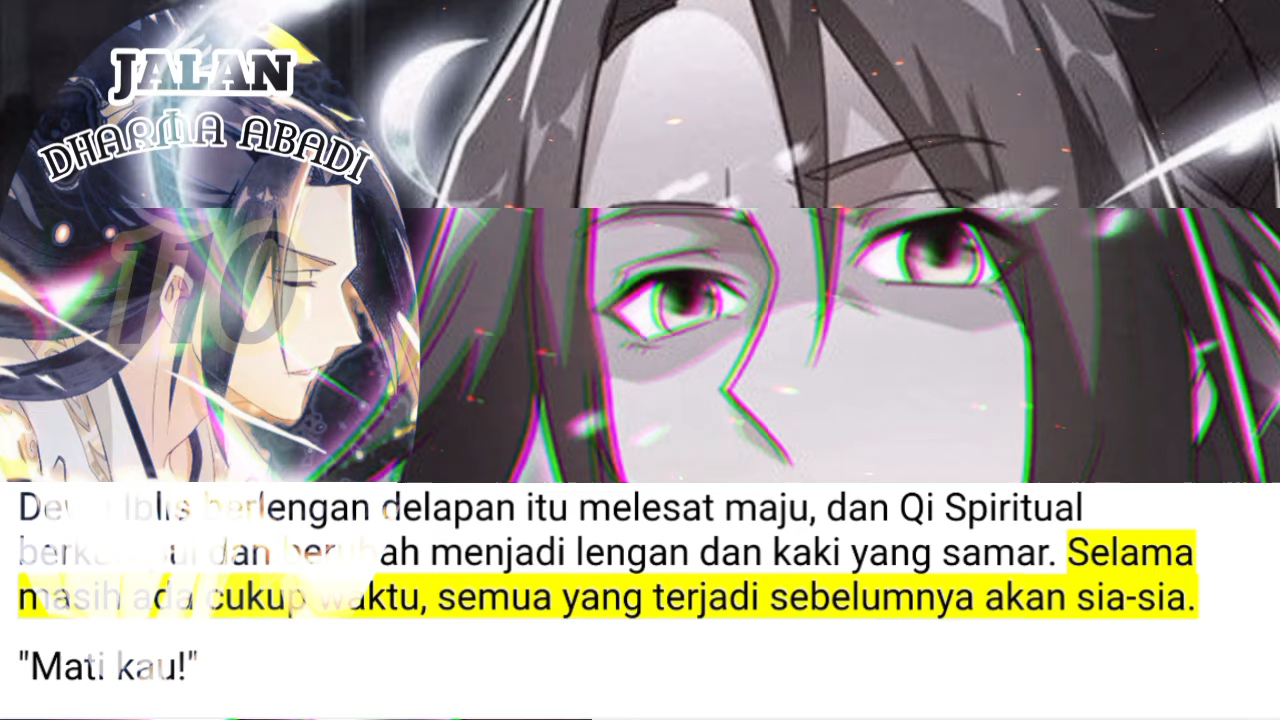 JALAN
DHARMA ABADI
110
Dewa Iblis berlengan delapan itu melesat maju, dan Qi Spiritual
berkumpul dan berubah menjadi lengan dan kaki yang samar. Selama
masih ada cukup waktu, semua yang terjadi sebelumnya akan sia-sia.
"Mati kau!"